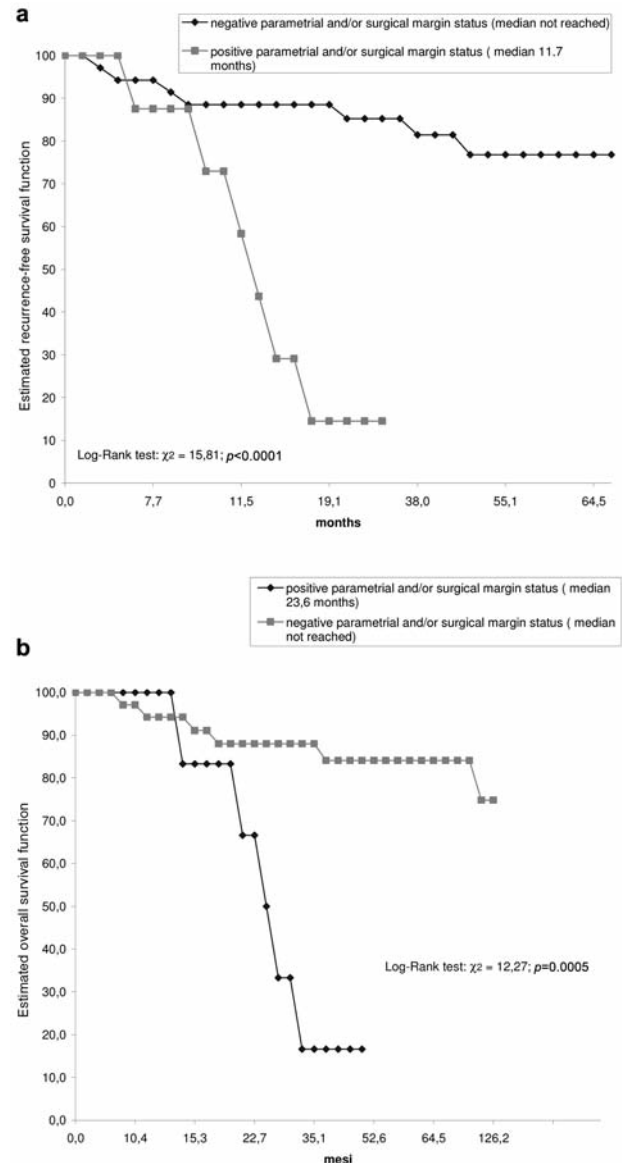 a
negative parametrial and/or surgical margin status (median not reached)
positive parametrial and/or surgical margin status ( median 11.7
months)
Estimated recurrence-free survival function
100
90
80
70
60
50
40
30
20
10
0
Log-Rank test: χ2 = 15,81; p<0.0001
0,0 7,7 11,5 19,1 38,0 55,1 64,5
months
positive parametrial and/or surgical margin status ( median
23,6 months)
negative parametrial and/or surgical margin status ( median
not reached)
b
Estimated overall survival function
100,0
90,0
80,0
70,0
60,0
50,0
40,0
30,0
20,0
10,0
0,0
Log-Rank test: χ2 = 12,27; p=0.0005
0,0 10,4 15,3 22,7 35,1 52,6 64,5 126,2
mesi